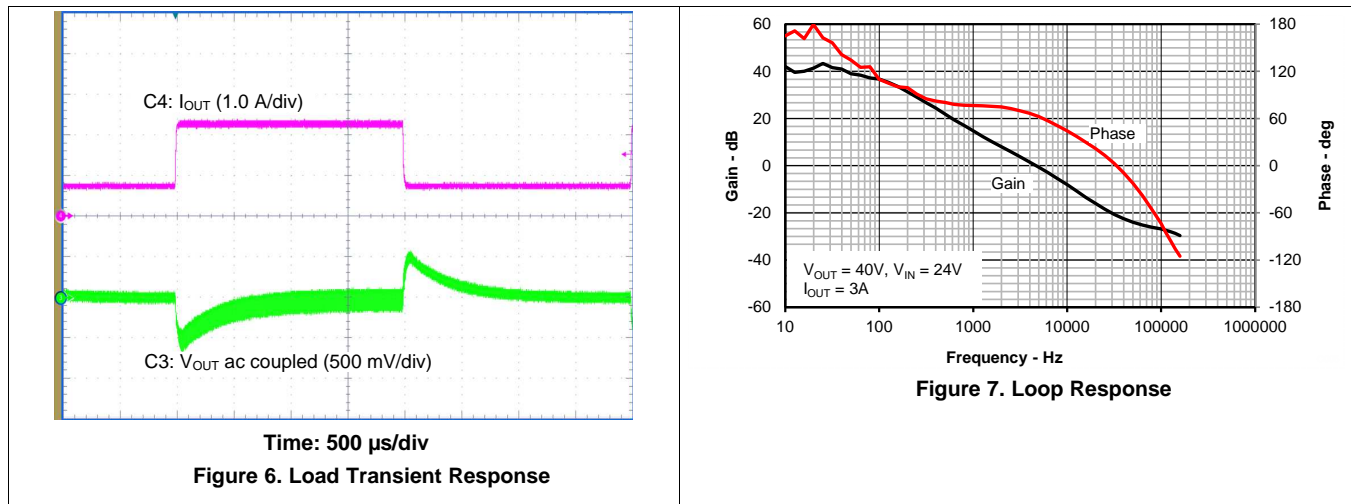 C4: IOUT (1.0 A/div)
4
C3: VOUT ac coupled (500 mV/div)
Time: 500 µs/div
Figure 6. Load Transient Response
60
40
20
0
-20
-40
-60
Gain - dB
180
120
60
0
-60
-120
-180
Phase - deg
Phase
Gain
VOUT = 40V, VIN = 24V
IOUT = 3A
10 100 1000 10000 100000 1000000
Frequency - Hz
Figure 7. Loop Response